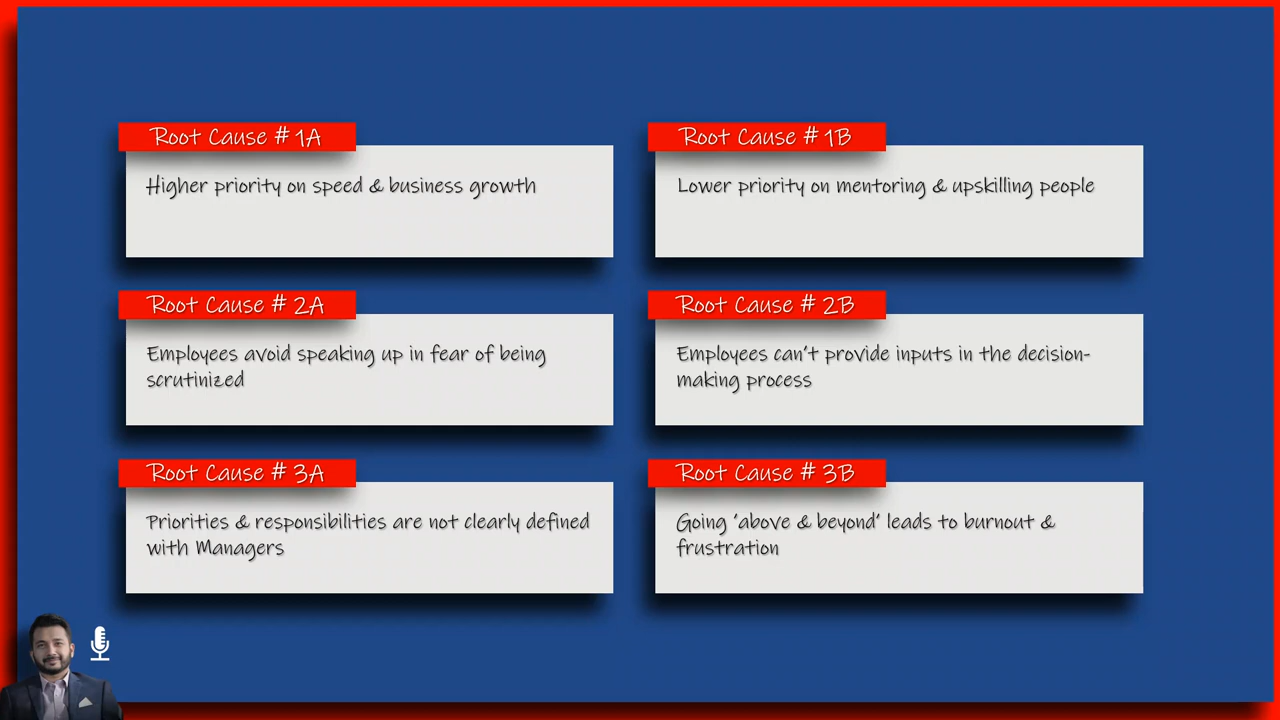 Root Cause # 1A
Higher priority on speed & business growth
Root Cause # 1B
Lower priority on mentoring & upskilling people
Root Cause # 2A
Employees avoid speaking up in fear of being
scrutinized
Root Cause # 2B
Employees can't provide inputs in the decision-
making process
Root Cause # 3A
Priorities & responsibilities are not clearly defined
with Managers
Root Cause # 3B
Going 'above & beyond' leads to burnout &
frustration